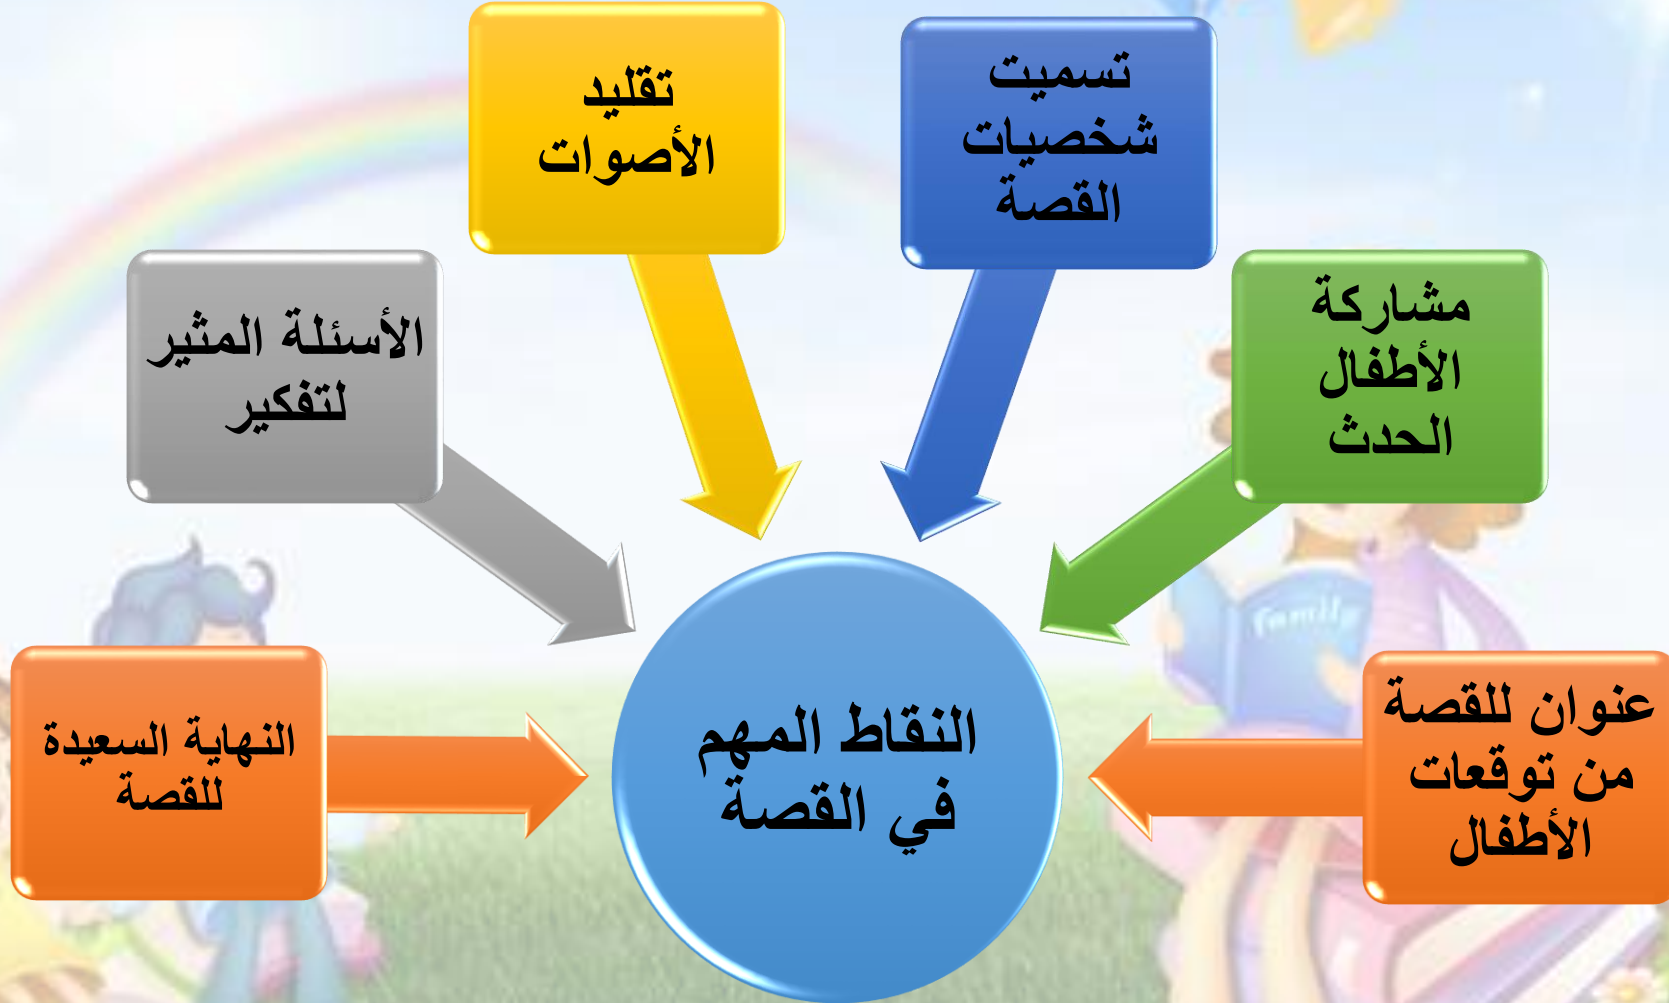 تسميت
شخصيات
القصة
تقليد
الأصوات
مشاركة
الأطفال
الحدث
الأسئلة المثير
لتفكير
عنوان للقصة
من توقعات
الأطفال
النهاية السعيدة
للقصة
النقاط المهم
في القصة
family